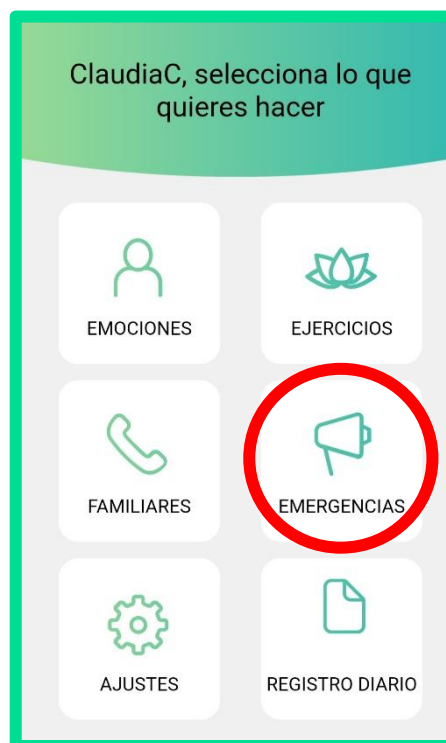 ClaudiaC, selecciona lo que
quieres hacer
EMOCIONES
EJERCICIOS
FAMILIARES
EMERGENCIAS
AJUSTES
REGISTRO DIARIO